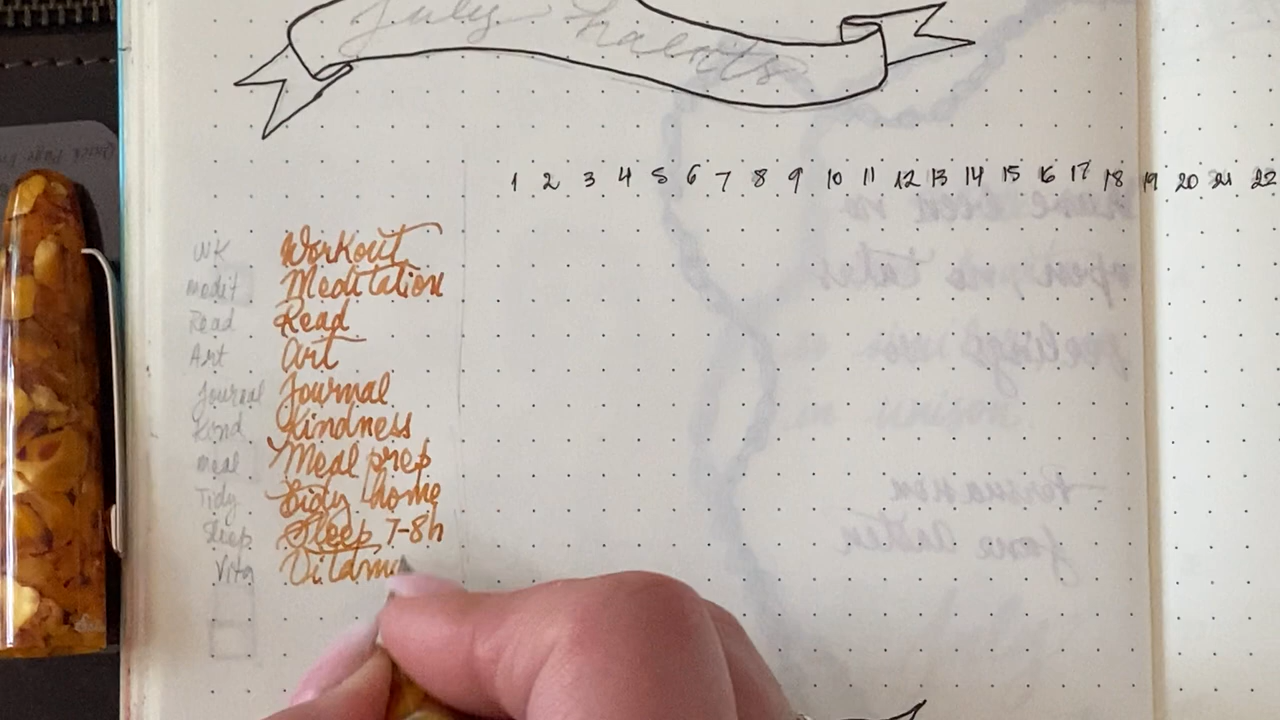 July habits
1 2 3 4 5 6 7 8 9 10 11 12 13 14 15 16 17 18 19 20 21 22
WK Workout
Medit Meditation
Read Read
Art Art
Journal Journal
Kind Kindness
Meal Meal prep
Tidy Tidy home
Sleep Sleep 7-8h
Vita Vitami